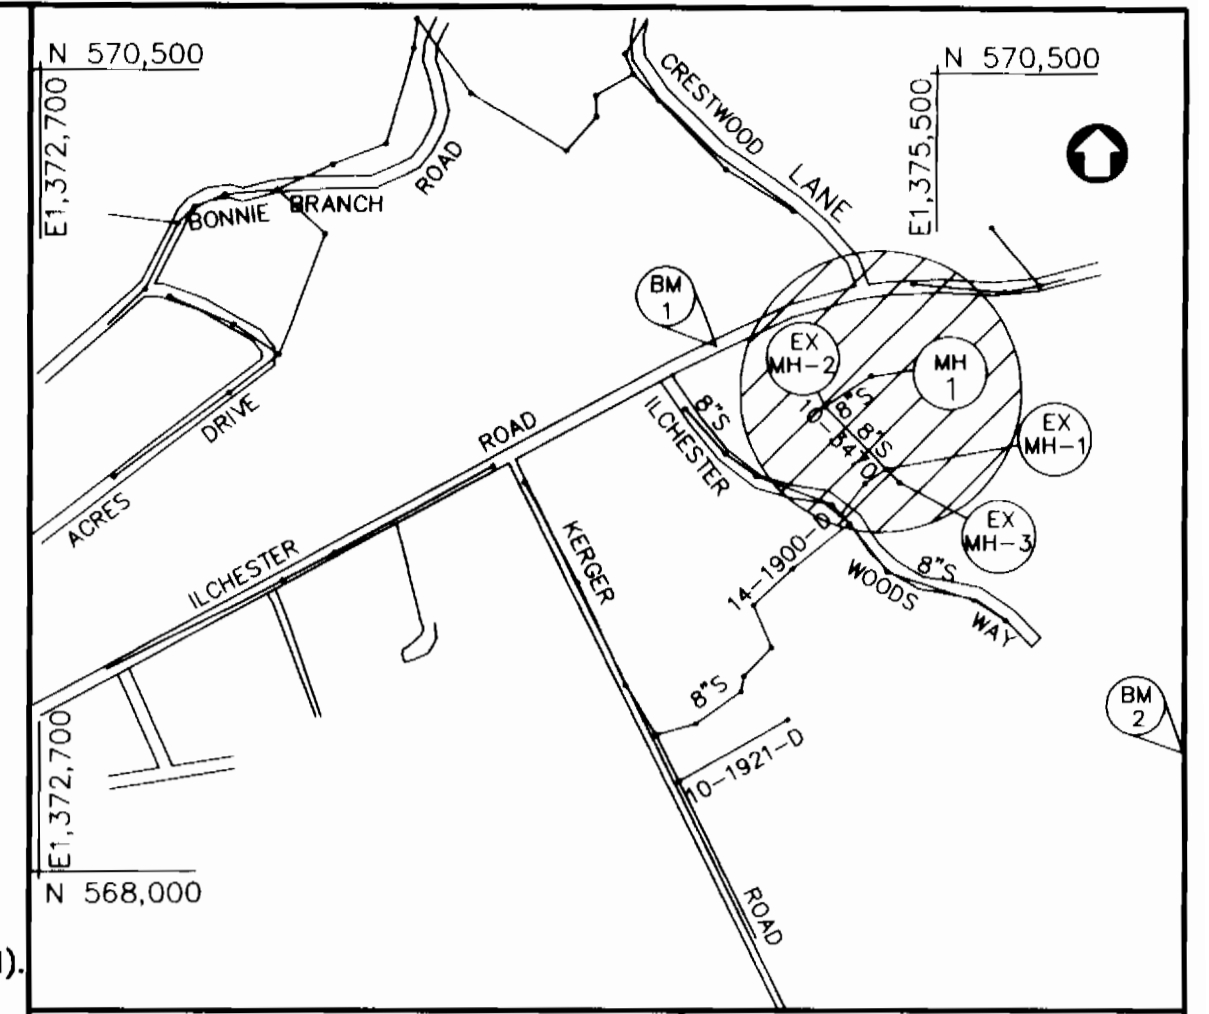 N 570,500
N 570,500
E1,372,700
E1,375,500
CRESTWOOD
LANE
ROAD
BONNIE
BRANCH
BM
1
EX
MH-2
MH
1
8"S
8"S
8"S
EX
MH-1
EX
MH-3
ROAD
ILCHESTER
DRIVE
ACRES
ILCHESTER
KERGER
14-1900-D
WOODS
8"S
WAY
8"S
BM
2
10-1921-D
E1,372,700
N 568,000
ROAD
).